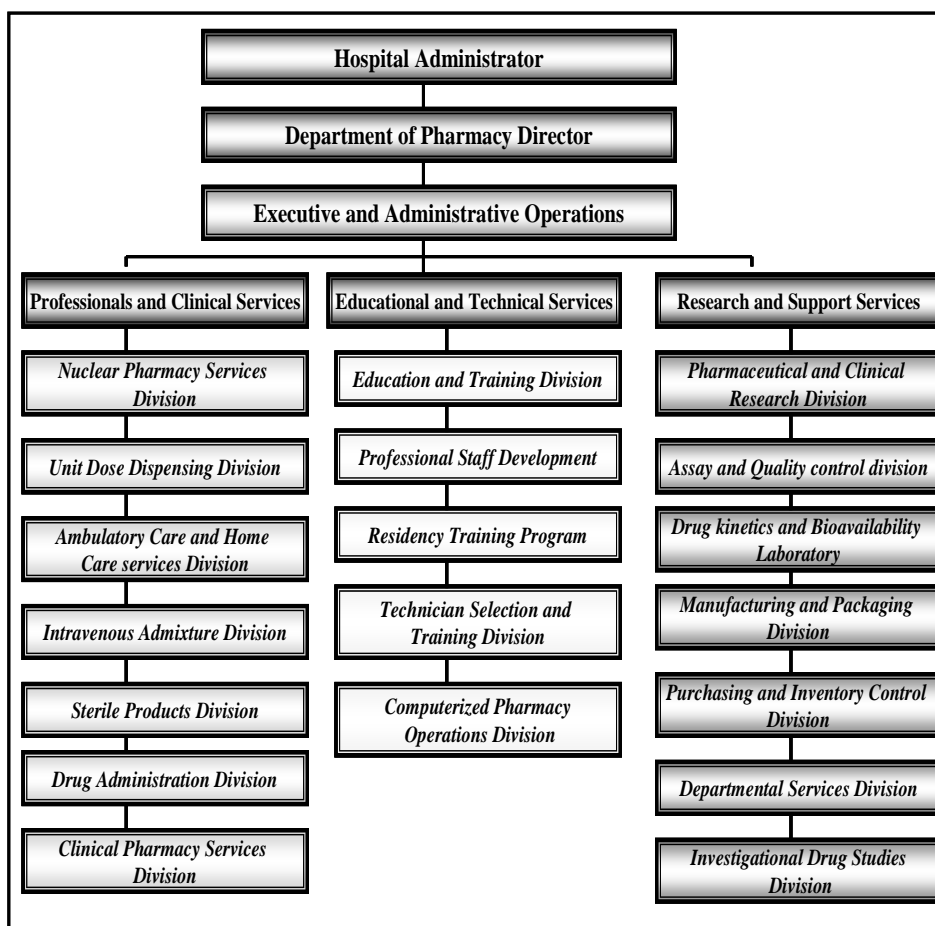 Hospital Administrator
Department of Pharmacy Director
Executive and Administrative Operations
Professionals and Clinical Services
Nuclear Pharmacy Services
Division
Unit Dose Dispensing Division
Ambulatory Care and Home
Care services Division
Intravenous Admixture Division
Sterile Products Division
Drug Administration Division
Clinical Pharmacy Services
Division
Educational and Technical Services
Education and Training Division
Professional Staff Development
Residency Training Program
Technician Selection and
Training Division
Computerized Pharmacy
Operations Division
Research and Support Services
Pharmaceutical and Clinical
Research Division
Assay and Quality control division
Drug kinetics and Bioavailability
Laboratory
Manufacturing and Packaging
Division
Purchasing and Inventory Control
Division
Departmental Services Division
Investigational Drug Studies
Division